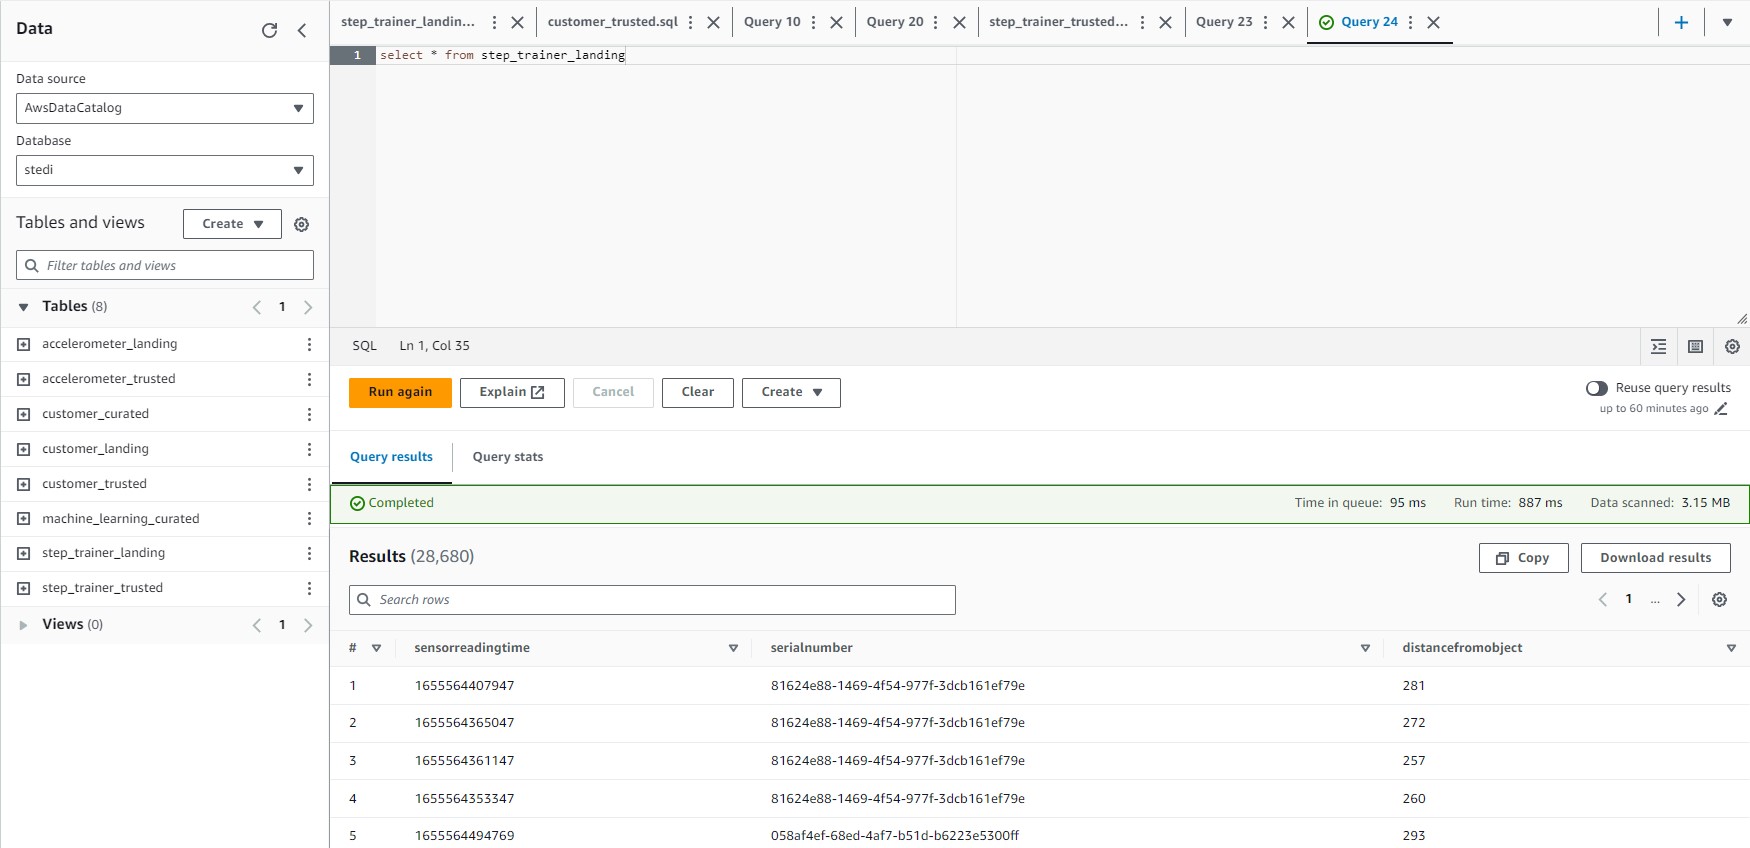 Data
Data source
AwsDataCatalog
Database
stedi
Tables and views
Create
Filter tables and views
Tables (8)
1
accelerometer_landing
accelerometer_trusted
customer_curated
customer_landing
customer_trusted
machine_learning_curated
step_trainer_landing
step_trainer_trusted
Views (0)
1
step_trainer_landin... customer_trusted.sql Query 10 Query 20 step_trainer_trusted... Query 23 Query 24
1 select * from step_trainer_landing
SQL Ln 1, Col 35
Run again Explain Cancel Clear Create
Reuse query results
up to 60 minutes ago
Query results Query stats
Completed Time in queue: 95 ms Run time: 887 ms Data scanned: 3.15 MB
Results (28,680) Copy Download results
Search rows 1 ...
# sensorreadingtime serialnumber distancefromobject
1 1655564407947 81624e88-1469-4f54-977f-3dcb161ef79e 281
2 1655564365047 81624e88-1469-4f54-977f-3dcb161ef79e 272
3 1655564361147 81624e88-1469-4f54-977f-3dcb161ef79e 257
4 1655564353347 81624e88-1469-4f54-977f-3dcb161ef79e 260
5 1655564494769 058af4ef-68ed-4af7-b51d-b6223e5300ff 293